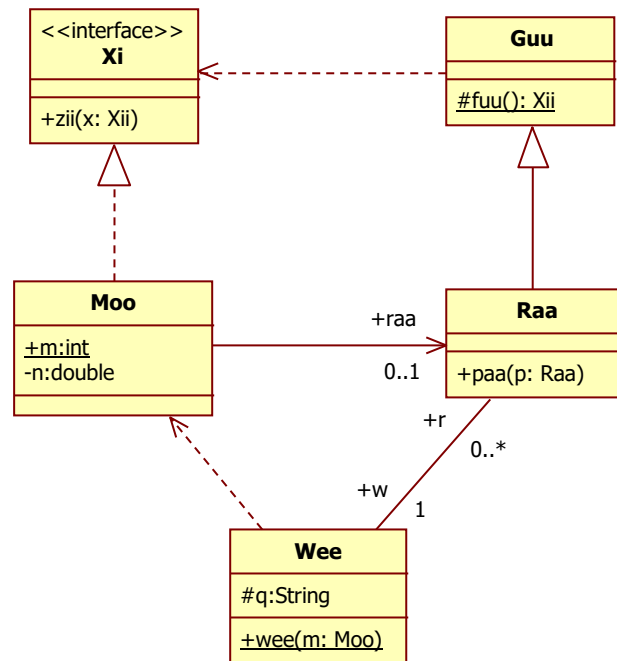 <<interface>>
Xi
+zii(x: Xii)
Guu
#fuu(): Xii
Moo
+m:int
-n:double
+raa
0..1
Raa
+paa(p: Raa)
+r
0..*
+w
1
Wee
#q:String
+wee(m: Moo)